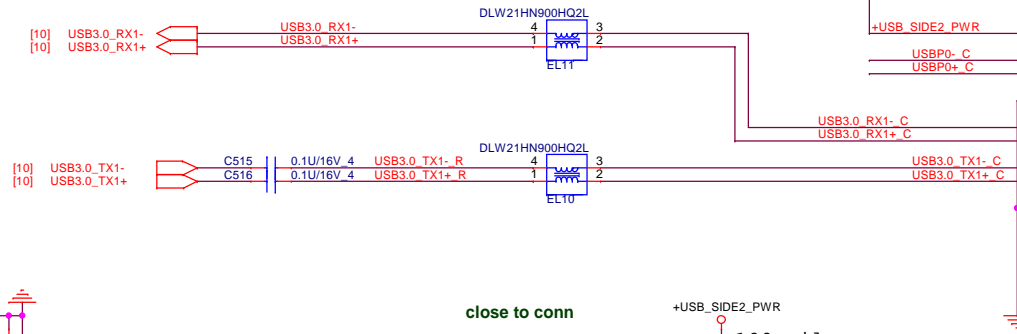 DLW21HN900HQ2L
+USB_SIDE2_PWR
[10] USB3.0_RX1- USB3.0_RX1- 4 3
[10] USB3.0_RX1+ USB3.0_RX1+ 1 2
USBP0-_C
USBP0+_C
EL11
USB3.0_RX1-_C
USB3.0_RX1+_C
DLW21HN900HQ2L
[10] USB3.0_TX1- C515 0.1U/16V_4 USB3.0_TX1-_R 4 3 USB3.0_TX1-_C
[10] USB3.0_TX1+ C516 0.1U/16V_4 USB3.0_TX1+_R 1 2 USB3.0_TX1+_C
EL10
close to conn
+USB_SIDE2_PWR